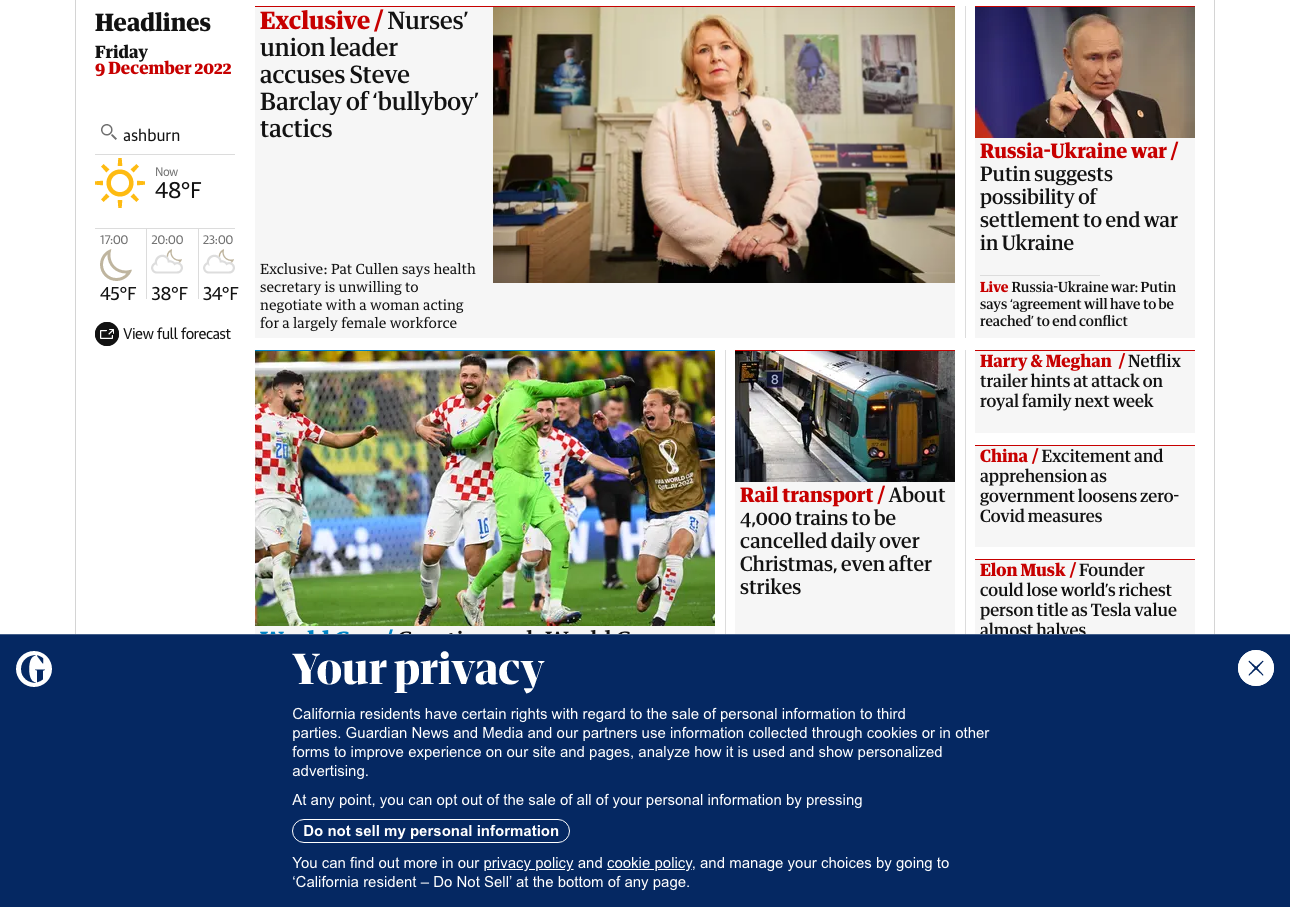 Headlines
Friday
9 December 2022
ashburn
Now
48°F
17:00
20:00
23:00
45°F
38°F
34°F
View full forecast
Exclusive / Nurses’
union leader
accuses Steve
Barclay of ‘bullyboy’
tactics
Exclusive: Pat Cullen says health
secretary is unwilling to
negotiate with a woman acting
for a largely female workforce
Russia-Ukraine war /
Putin suggests
possibility of
settlement to end war
in Ukraine
Live Russia-Ukraine war: Putin
says ‘agreement will have to be
reached’ to end conflict
20
16
1
FIFA WORLD CUP
Qatar2022
21
8
Rail transport / About
4,000 trains to be
cancelled daily over
Christmas, even after
strikes
Harry & Meghan / Netflix
trailer hints at attack on
royal family next week
China / Excitement and
apprehension as
government loosens zero-
Covid measures
Elon Musk / Founder
could lose world’s richest
person title as Tesla value
almost halves
Your privacy
California residents have certain rights with regard to the sale of personal information to third
parties. Guardian News and Media and our partners use information collected through cookies or in other
forms to improve experience on our site and pages, analyze how it is used and show personalized
advertising.
At any point, you can opt out of the sale of all of your personal information by pressing
Do not sell my personal information
You can find out more in our privacy policy and cookie policy, and manage your choices by going to
‘California resident – Do Not Sell’ at the bottom of any page.